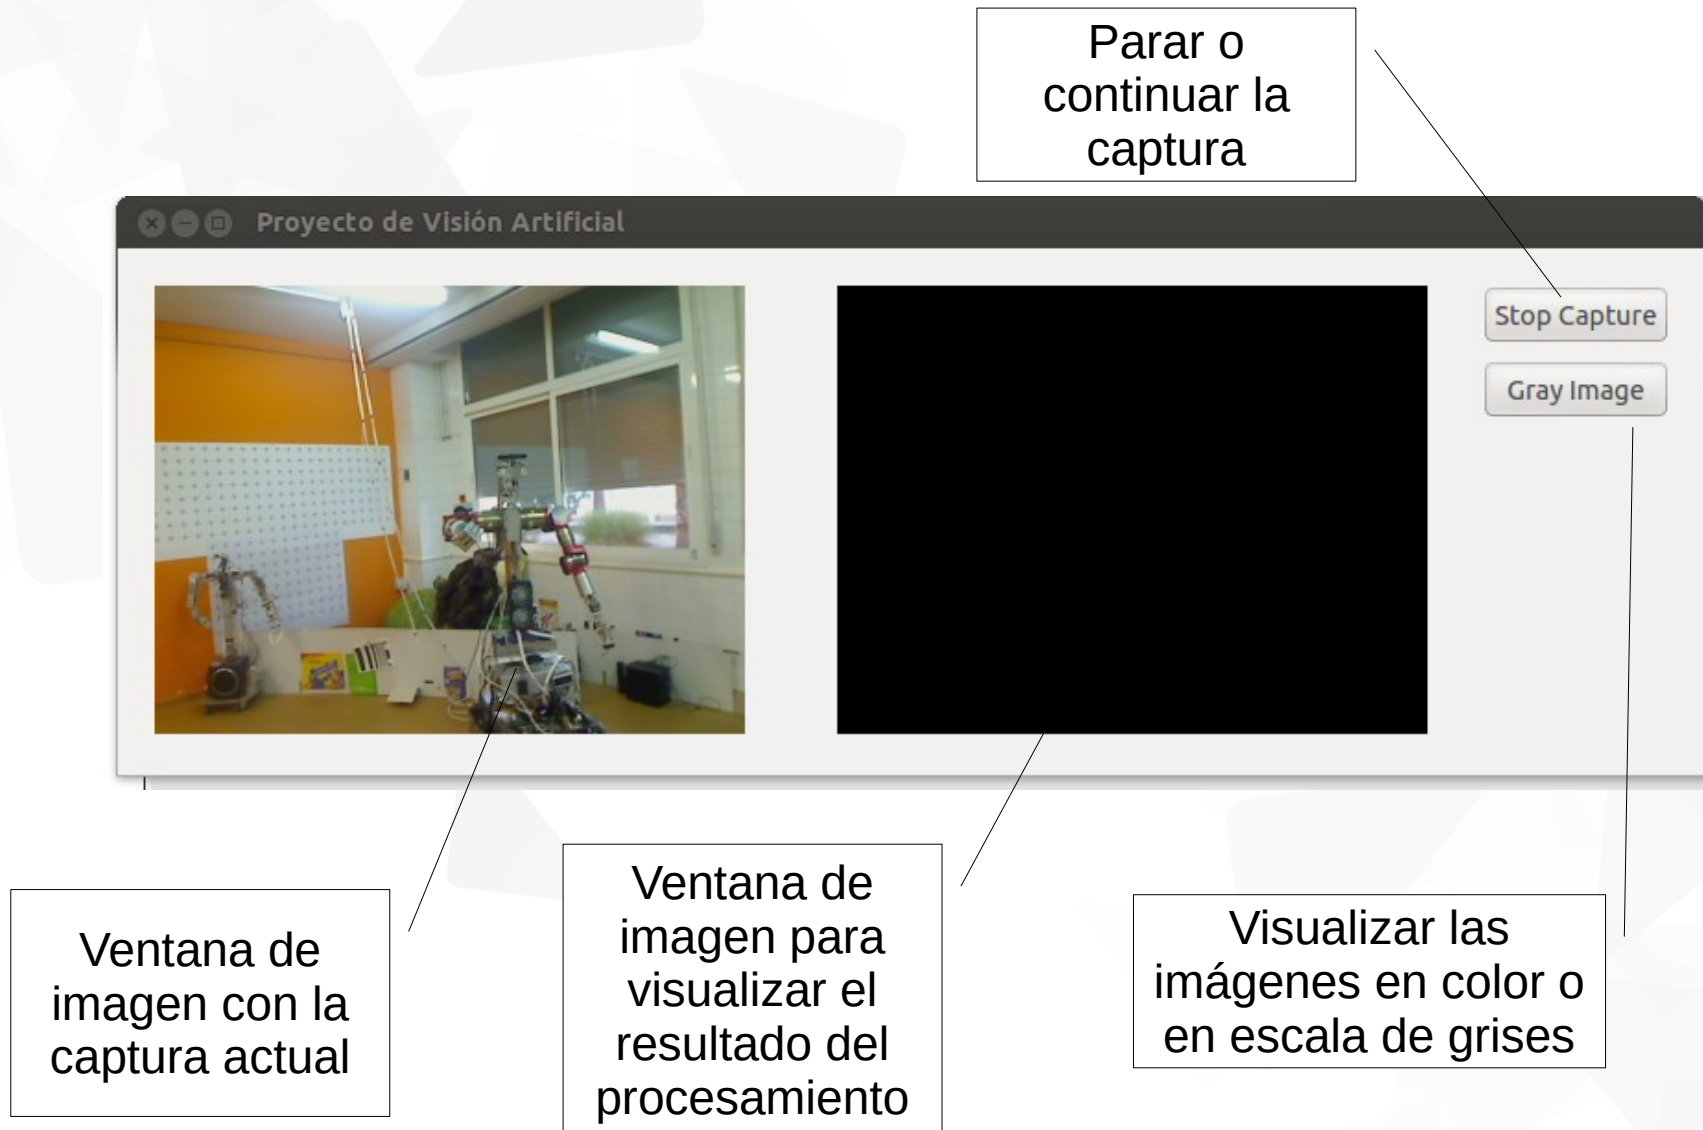 Parar o
continuar la
captura
Proyecto de Visión Artificial
Stop Capture
Gray Image
Ventana de
imagen con la
captura actual
Ventana de
imagen para
visualizar el
resultado del
procesamiento
Visualizar las
imágenes en color o
en escala de grises